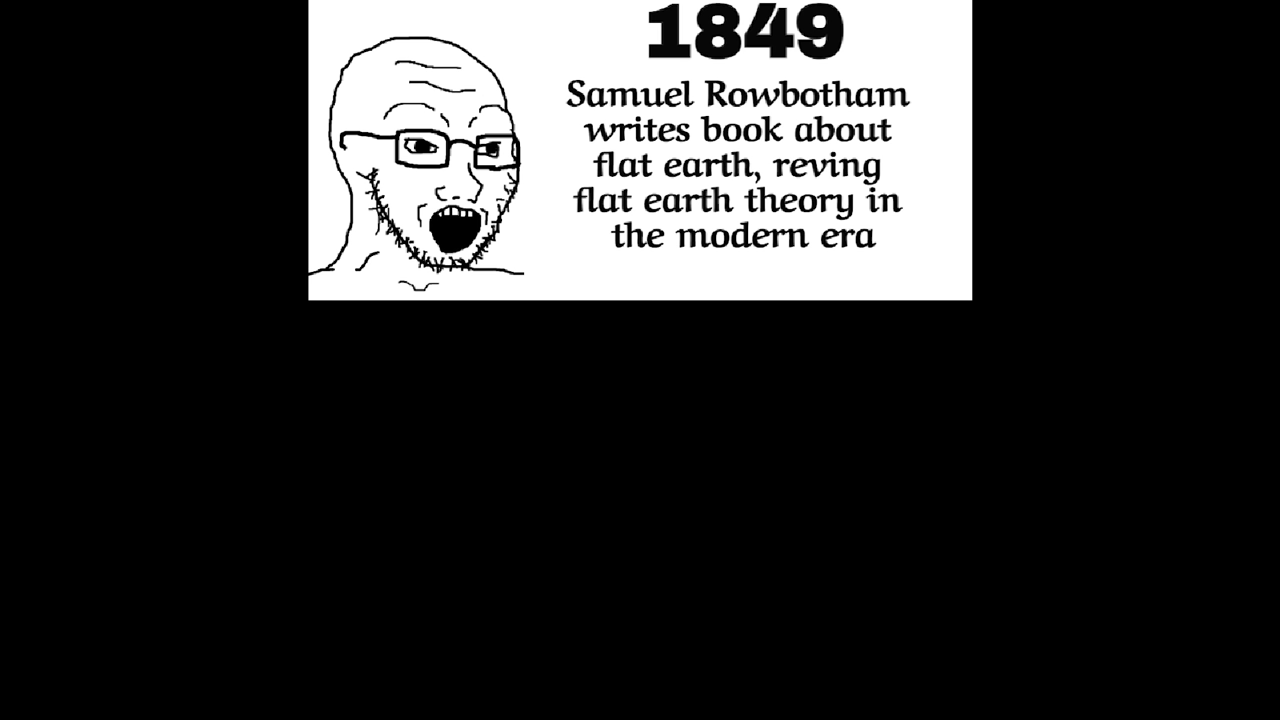 1849
Samuel Rowbotham
writes book about
flat earth, reving
flat earth theory in
the modern era